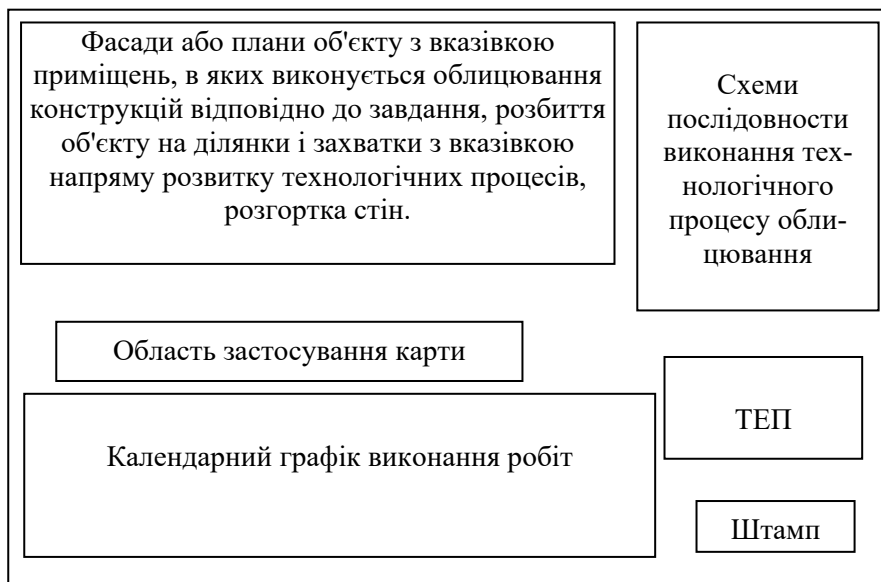 Фасади або плани об'єкту з вказівкою
приміщень, в яких виконується облицювання
конструкцій відповідно до завдання, розбиття
об'єкту на ділянки і захватки з вказівкою
напряму розвитку технологічних процесів,
розгортка стін.
Схеми
послідовности
виконання тех-
нологічного
процесу обли-
цювання
Область застосування карти
ТЕП
Календарний графік виконання робіт
Штамп